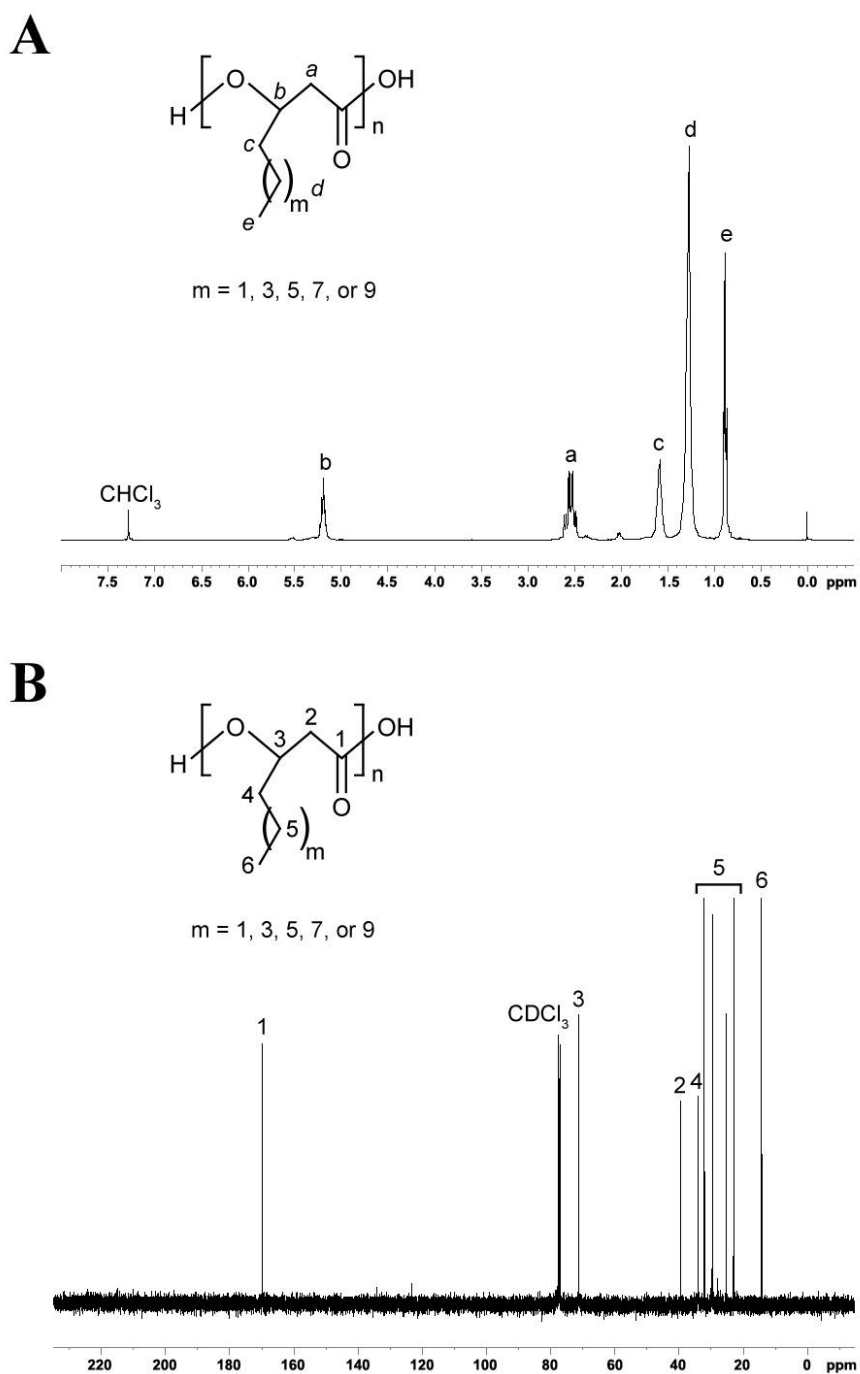 A
H [ O b a c ( ) m d e O ] n OH
m = 1, 3, 5, 7, or 9
CHCl3 b a c d e
7.5 7.0 6.5 6.0 5.5 5.0 4.5 4.0 3.5 3.0 2.5 2.0 1.5 1.0 0.5 0.0 ppm
B
H [ O 3 2 1 4 ( 5 ) m 6 O ] n OH
m = 1, 3, 5, 7, or 9
1 CDCl3 3 2 4 5 6
220 200 180 160 140 120 100 80 60 40 20 0 ppm